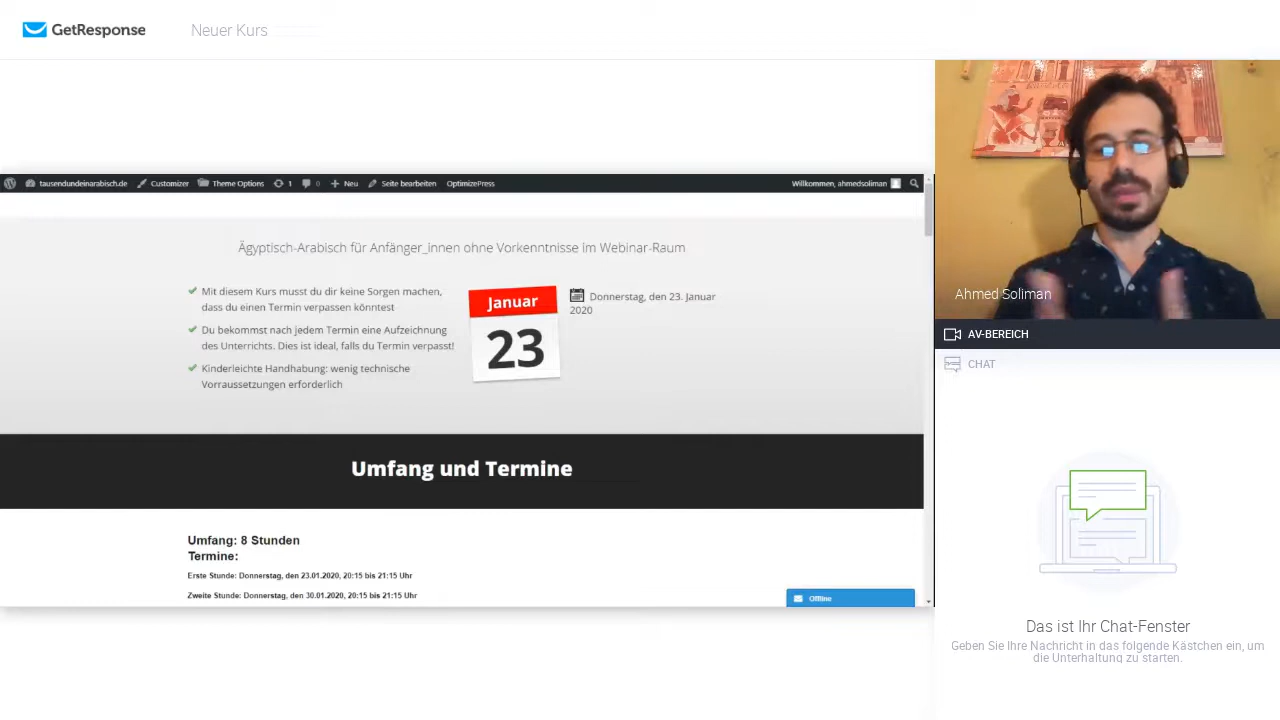 GetResponse
Neuer Kurs
tausendundeinarabisch.de Customizer Theme Options 1 0 Neu Seite bearbeiten OptimizePress Willkommen, ahmedsoliman
Ägyptisch-Arabisch für Anfänger_innen ohne Vorkenntnisse im Webinar-Raum
Mit diesem Kurs musst du dir keine Sorgen machen,
dass du einen Termin verpassen könntest
Du bekommst nach jedem Termin eine Aufzeichnung
des Unterrichts. Dies ist ideal, falls du Termin verpasst!
Kinderleichte Handhabung: wenig technische
Vorraussetzungen erforderlich
Januar
23
Donnerstag, den 23. Januar
2020
Umfang und Termine
Umfang: 8 Stunden
Termine:
Erste Stunde: Donnerstag, den 23.01.2020, 20:15 bis 21:15 Uhr
Zweite Stunde: Donnerstag, den 30.01.2020, 20:15 bis 21:15 Uhr
Offline
Ahmed Soliman
AV-BEREICH
CHAT
Das ist Ihr Chat-Fenster
Geben Sie Ihre Nachricht in das folgende Kästchen ein, um
die Unterhaltung zu starten.